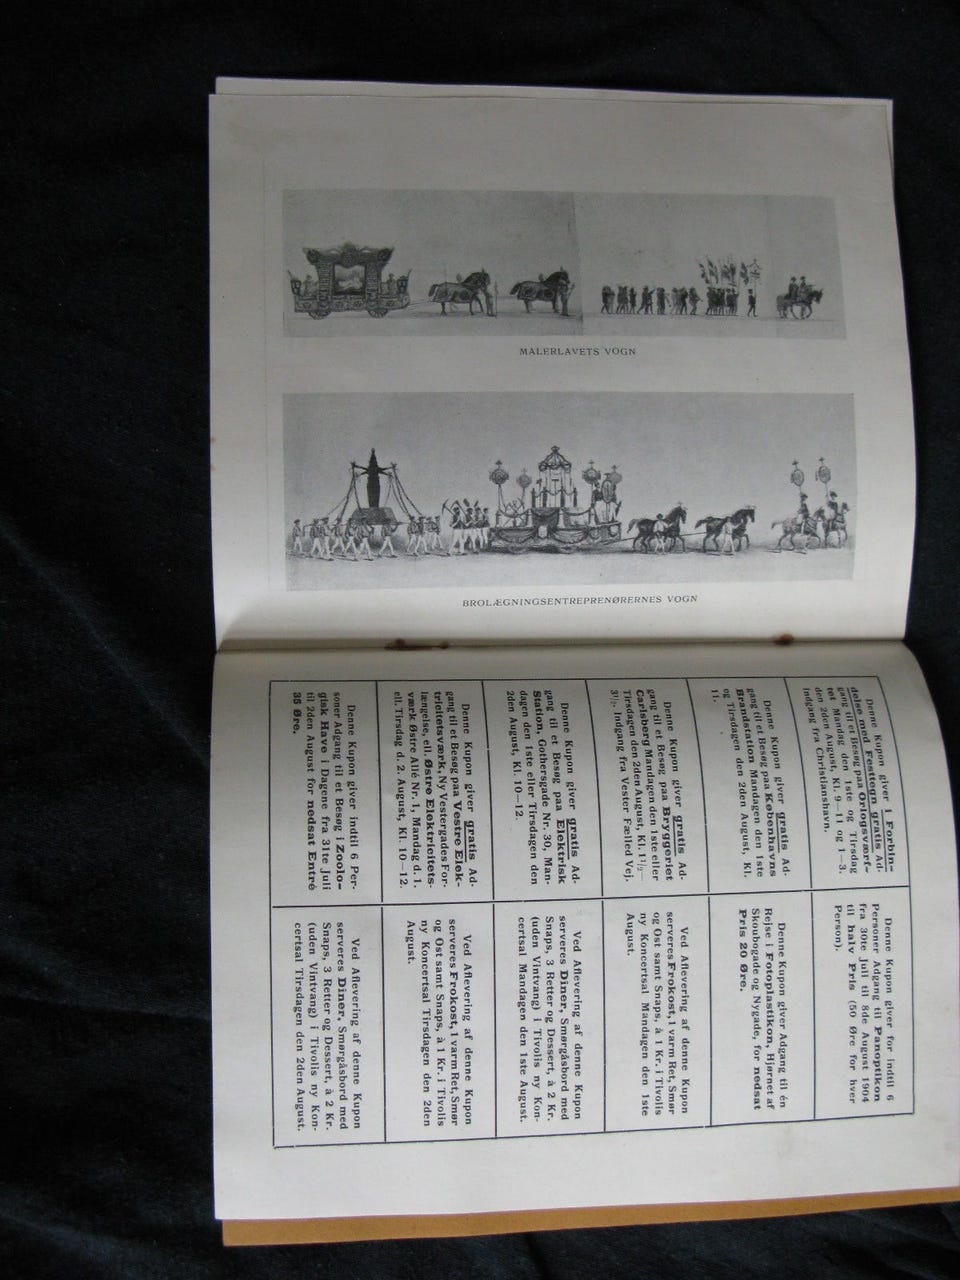 MALERLAVETS VOGN
BROLÆGNINGSENTREPRENØRERNES VOGN
Denne Kupon giver i Forbin-
delse med Festtegn gratis Ad-
gang til et Besøg paa Orlogsværf-
tet Mandag den 1ste og Tirsdag
den 2den August, Kl. 9—11 og 1—3.
Indgang fra Christianshavn.
Denne Kupon giver for indtil 6
Personer Adgang til Panoptikon
fra 30te Juli til 8de August 1904
til halv Pris (50 Øre for hver
Person).
Denne Kupon giver gratis Ad-
gang til et Besøg paa Københavns
Brandstation Mandagen den 1ste
og Tirsdagen den 2den August, Kl.
11.
Denne Kupon giver Adgang til én
Rejse i Fotoplastikon, Hjørnet af
Skoubogade og Nygade, for nedsat
Pris 20 Øre.
Denne Kupon giver gratis Ad-
gang til et Besøg paa Bryggeriet
Carlsberg Mandagen den 1ste eller
Tirsdagen den 2den August, Kl. 1½—
3½. Indgang fra Vester Fælled Vej.
Ved Aflevering af denne Kupon
serveres Frokost, 1 varm Ret, Smør
og Ost samt Snaps, à 1 Kr. i Tivolis
ny Koncertsal Mandagen den 1ste
August.
Denne Kupon giver gratis Ad-
gang til et Besøg paa Elektrisk
Station, Gothersgade Nr. 30, Man-
dagen den 1ste eller Tirsdagen den
2den August, Kl. 10—12.
Ved Aflevering af denne Kupon
serveres Diner, Smørgåsbord med
Snaps, 3 Retter og Dessert, à 2 Kr.
(uden Vintvang) i Tivolis ny Kon-
certsal Mandagen den 1ste August.
Denne Kupon giver gratis Ad-
gang til et Besøg paa Vestre Elek-
tricitetsværk, Ny Vestergades For-
længelse, ell. Østre Elektricitets-
værk Østre Allé Nr. 1, Mandag d. 1.
ell. Tirsdag d. 2. August, Kl. 10—12.
Ved Aflevering af denne Kupon
serveres Frokost, 1 varm Ret, Smør
og Ost samt Snaps, à 1 Kr. i Tivolis
ny Koncertsal Tirsdagen den 2den
August.
Denne Kupon giver indtil 6 Per-
soner Adgang til et Besøg i Zoolo-
gisk Have i Dagene fra 31te Juli
til 2den August for nedsat Entré
35 Øre.
Ved Aflevering af denne Kupon
serveres Diner, Smørgåsbord med
Snaps, 3 Retter og Dessert, à 2 Kr.
(uden Vintvang) i Tivolis ny Kon-
certsal Tirsdagen den 2den August.